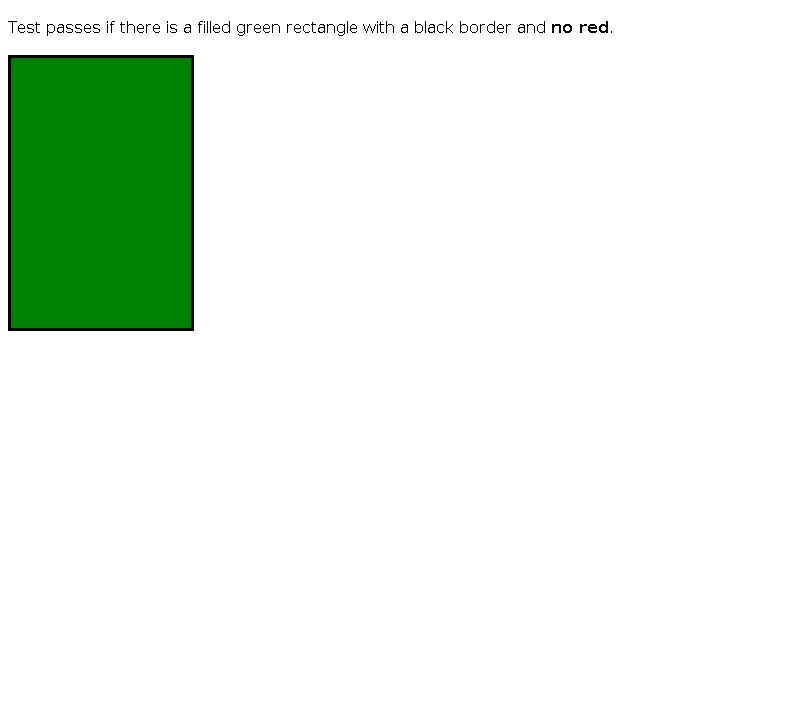 Test passes if there is a filled green rectangle with a black border and no red.